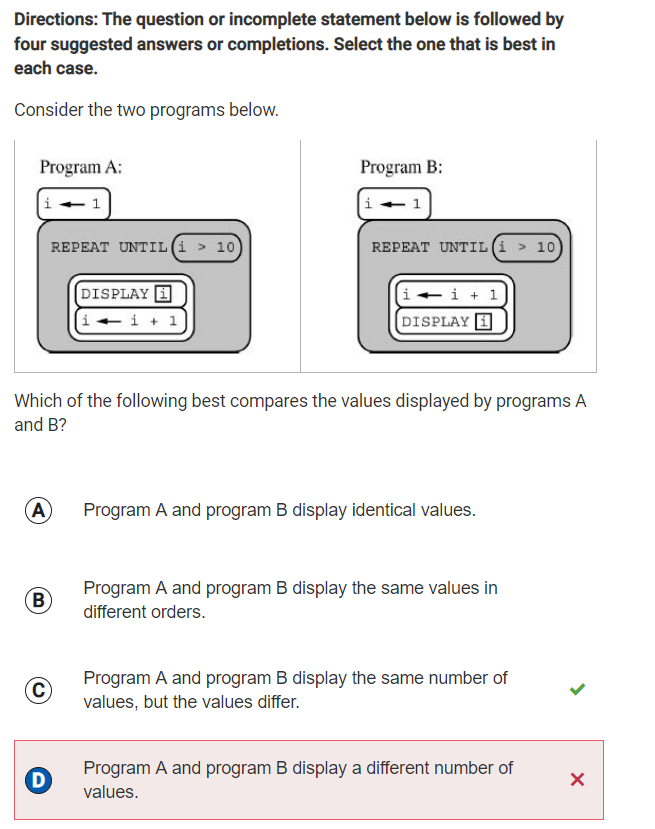 Directions: The question or incomplete statement below is followed by
four suggested answers or completions. Select the one that is best in
each case.
Consider the two programs below.
Program A:
i ← 1
REPEAT UNTIL i > 10
DISPLAY i
i ← i + 1
Program B:
i ← 1
REPEAT UNTIL i > 10
i ← i + 1
DISPLAY i
Which of the following best compares the values displayed by programs A
and B?
A Program A and program B display identical values.
B Program A and program B display the same values in
different orders.
C Program A and program B display the same number of
values, but the values differ.
D Program A and program B display a different number of
values.